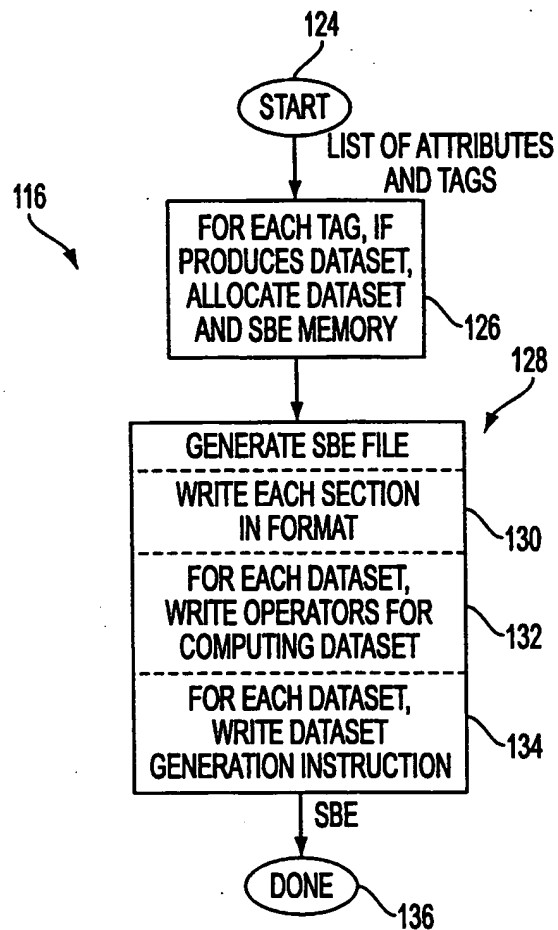 124
START
LIST OF ATTRIBUTES
AND TAGS
116
FOR EACH TAG, IF
PRODUCES DATASET,
ALLOCATE DATASET
AND SBE MEMORY
126
128
GENERATE SBE FILE
WRITE EACH SECTION
IN FORMAT
130
FOR EACH DATASET,
WRITE OPERATORS FOR
COMPUTING DATASET
132
FOR EACH DATASET,
WRITE DATASET
GENERATION INSTRUCTION
134
SBE
DONE
136